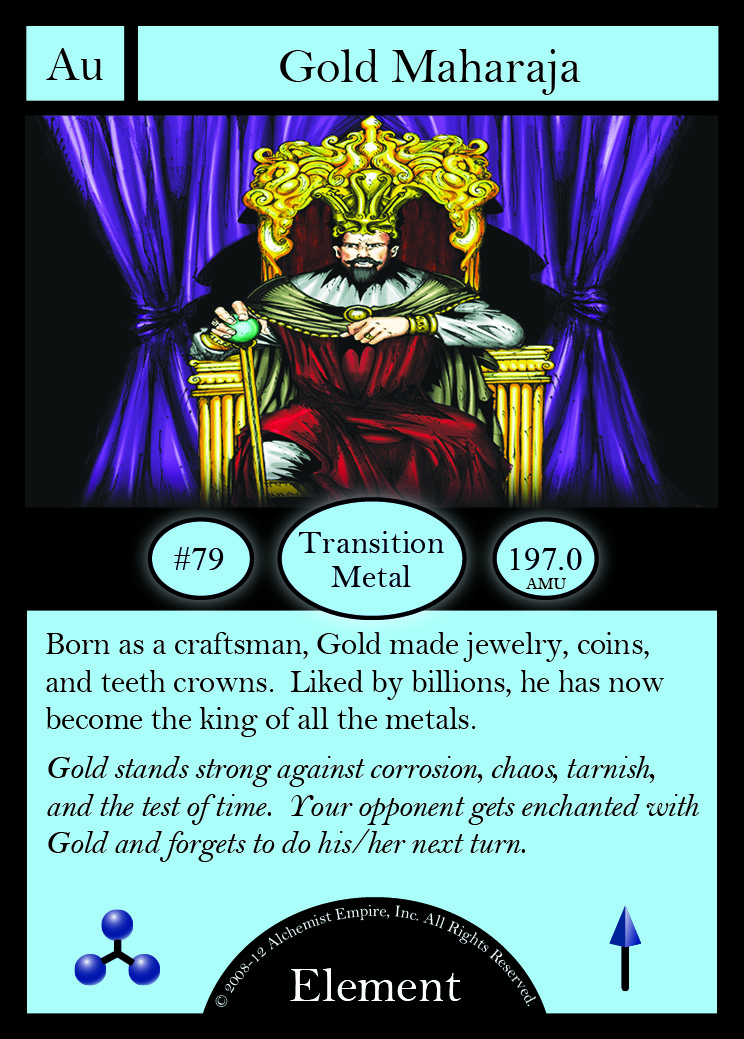 Au
Gold Maharaja
#79
Transition
Metal
197.0
AMU
Born as a craftsman, Gold made jewelry, coins,
and teeth crowns.  Liked by billions, he has now
become the king of all the metals.
Gold stands strong against corrosion, chaos, tarnish,
and the test of time.  Your opponent gets enchanted with
Gold and forgets to do his/her next turn.
© 2008-12 Alchemist Empire, Inc. All Rights Reserved.
Element